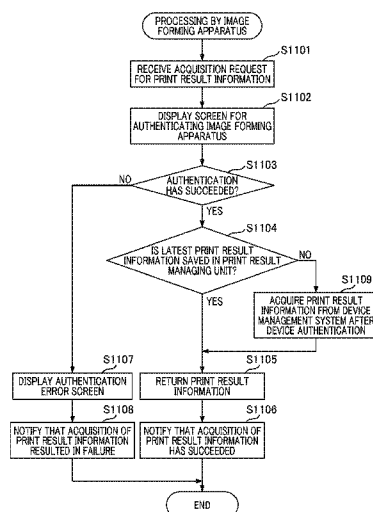 PROCESSING BY IMAGE
FORMING APPARATUS
S1101
RECEIVE ACQUISITION REQUEST
FOR PRINT RESULT INFORMATION
S1102
DISPLAY SCREEN FOR
AUTHENTICATING IMAGE FORMING
APPARATUS
S1103
NO
AUTHENTICATION
HAS SUCCEEDED?
YES
S1104
IS LATEST PRINT RESULT
INFORMATION SAVED IN PRINT RESULT
MANAGING UNIT?
NO
YES
S1109
ACQUIRE PRINT RESULT
INFORMATION FROM DEVICE
MANAGEMENT SYSTEM AFTER
DEVICE AUTHENTICATION
S1107
DISPLAY AUTHENTICATION
ERROR SCREEN
S1105
RETURN PRINT RESULT
INFORMATION
S1108
NOTIFY THAT ACQUISITION OF
PRINT RESULT INFORMATION
RESULTED IN FAILURE
S1106
NOTIFY THAT ACQUISITION OF
PRINT RESULT INFORMATION
HAS SUCCEEDED
END